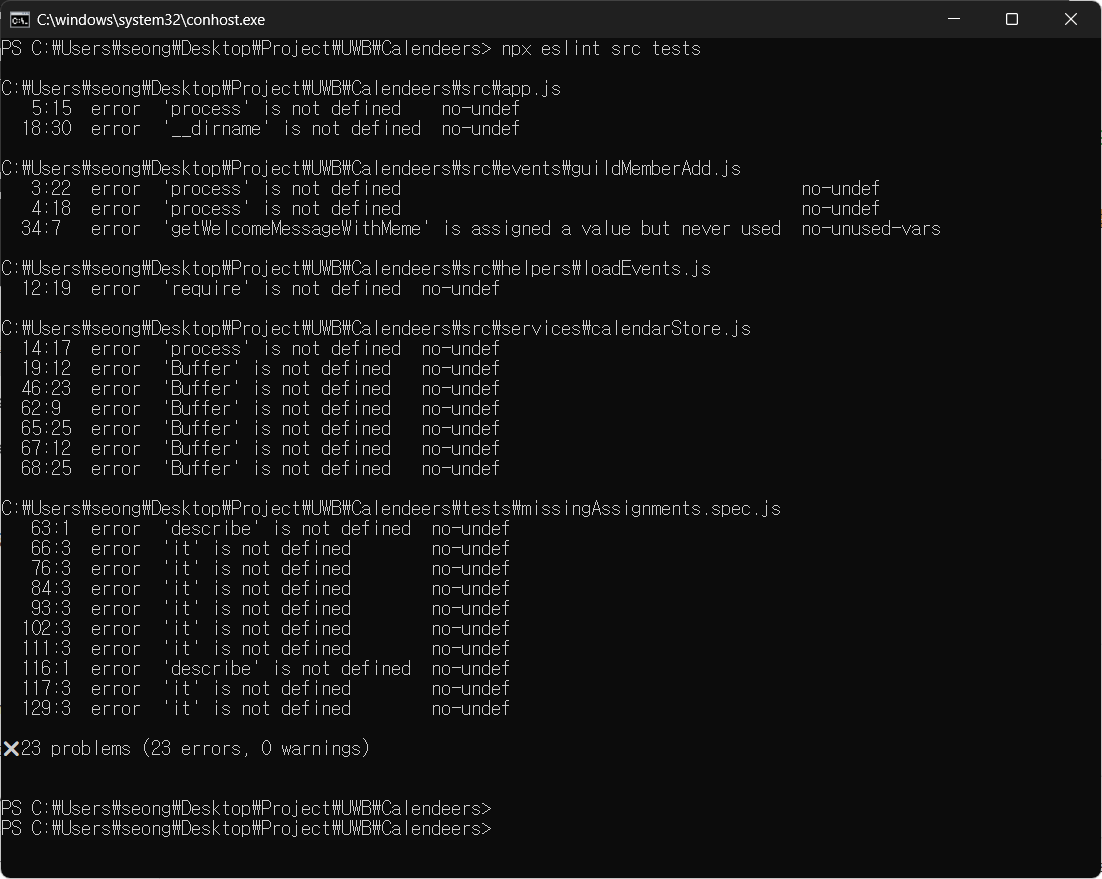 C:\windows\system32\conhost.exe
PS C:₩Users₩seong₩Desktop₩Project₩UWB₩Calendeers> npx eslint src tests
C:₩Users₩seong₩Desktop₩Project₩UWB₩Calendeers₩src₩app.js
5:15 error 'process' is not defined no-undef
18:30 error '__dirname' is not defined no-undef
C:₩Users₩seong₩Desktop₩Project₩UWB₩Calendeers₩src₩events₩guildMemberAdd.js
3:22 error 'process' is not defined no-undef
4:18 error 'process' is not defined no-undef
34:7 error 'getWelcomeMessageWithMeme' is assigned a value but never used no-unused-vars
C:₩Users₩seong₩Desktop₩Project₩UWB₩Calendeers₩src₩helpers₩loadEvents.js
12:19 error 'require' is not defined no-undef
C:₩Users₩seong₩Desktop₩Project₩UWB₩Calendeers₩src₩services₩calendarStore.js
14:17 error 'process' is not defined no-undef
19:12 error 'Buffer' is not defined no-undef
46:23 error 'Buffer' is not defined no-undef
62:9 error 'Buffer' is not defined no-undef
65:25 error 'Buffer' is not defined no-undef
67:12 error 'Buffer' is not defined no-undef
68:25 error 'Buffer' is not defined no-undef
C:₩Users₩seong₩Desktop₩Project₩UWB₩Calendeers₩tests₩missingAssignments.spec.js
63:1 error 'describe' is not defined no-undef
66:3 error 'it' is not defined no-undef
76:3 error 'it' is not defined no-undef
84:3 error 'it' is not defined no-undef
93:3 error 'it' is not defined no-undef
102:3 error 'it' is not defined no-undef
111:3 error 'it' is not defined no-undef
116:1 error 'describe' is not defined no-undef
117:3 error 'it' is not defined no-undef
129:3 error 'it' is not defined no-undef
✖23 problems (23 errors, 0 warnings)
PS C:₩Users₩seong₩Desktop₩Project₩UWB₩Calendeers>
PS C:₩Users₩seong₩Desktop₩Project₩UWB₩Calendeers>